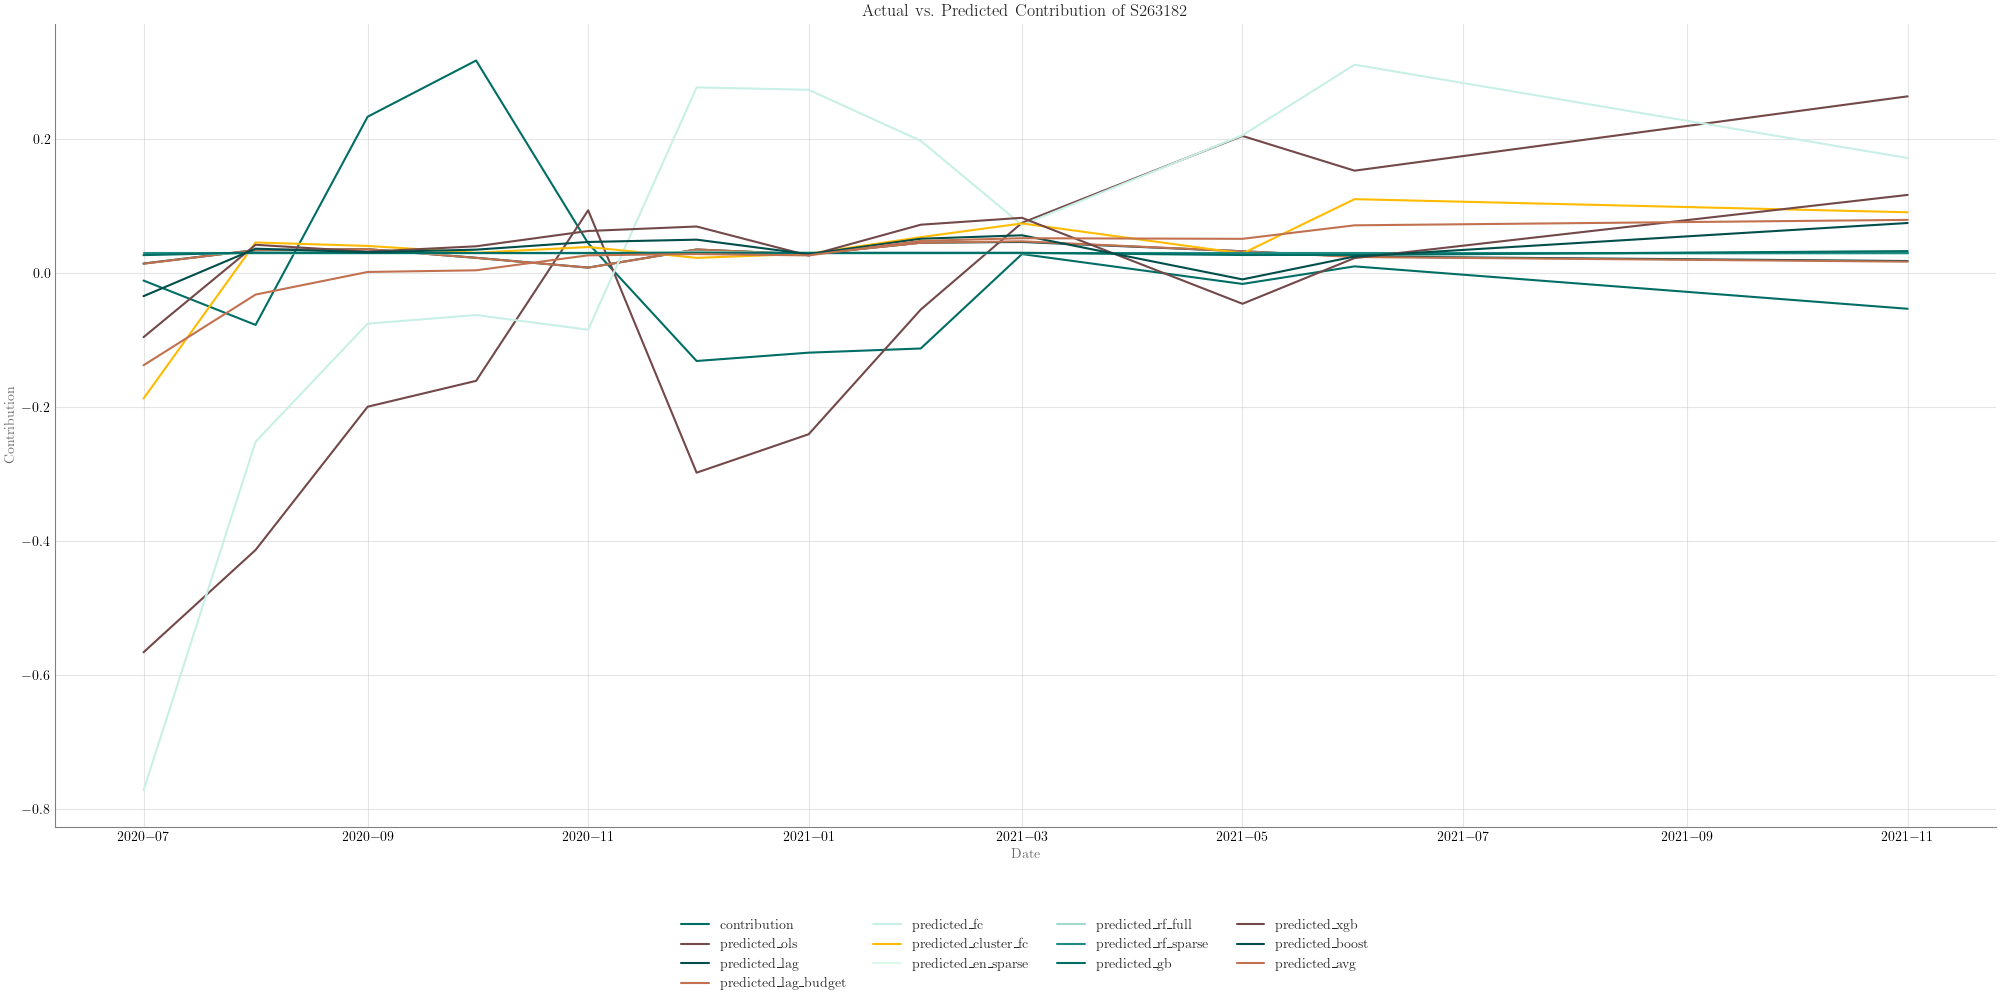 Actual vs. Predicted Contribution of S263182
Contribution
0.2
0.0
−0.2
−0.4
−0.6
−0.8
2020−07 2020−09 2020−11 2021−01 2021−03 2021−05 2021−07 2021−09 2021−11
Date
contribution predicted_fc predicted_rf_full predicted_xgb
predicted_ols predicted_cluster_fc predicted_rf_sparse predicted_boost
predicted_lag predicted_en_sparse predicted_gb predicted_avg
predicted_lag_budget